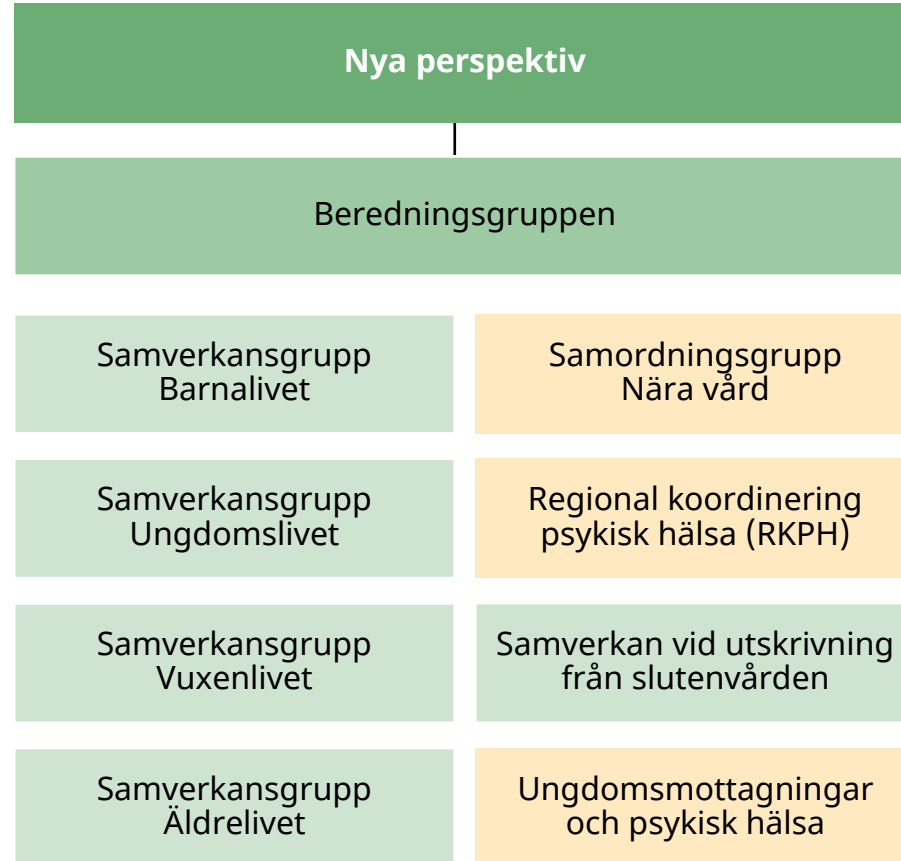 Nya perspektiv
Beredningsgruppen
Samverkansgrupp
Barnalivet
Samordningsgrupp
Nära vård
Samverkansgrupp
Ungdomslivet
Regional koordinering
psykisk hälsa (RKPH)
Samverkansgrupp
Vuxenlivet
Samverkan vid utskrivning
från slutenvården
Samverkansgrupp
Äldrelivet
Ungdomsmottagningar
och psykisk hälsa